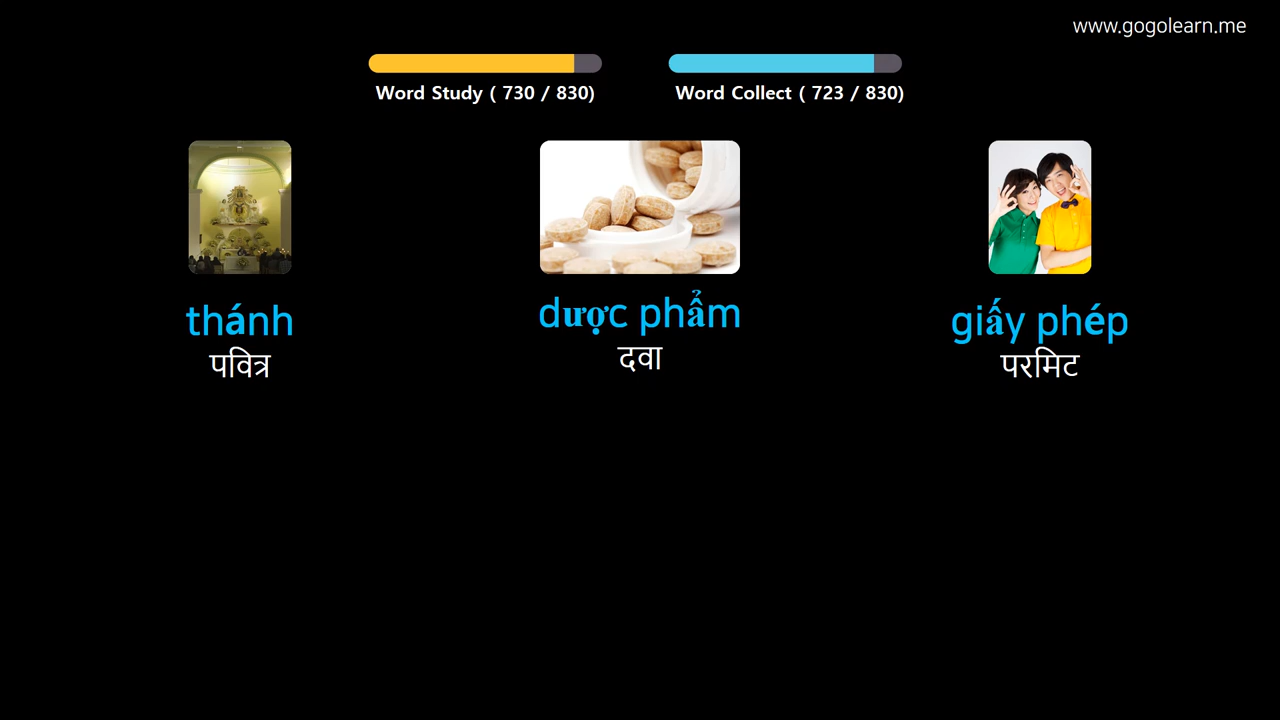 www.gogolearn.me
Word Study ( 730 / 830)
Word Collect ( 723 / 830)
thánh
पवित्र
dược phẩm
दवा
giấy phép
परमिट